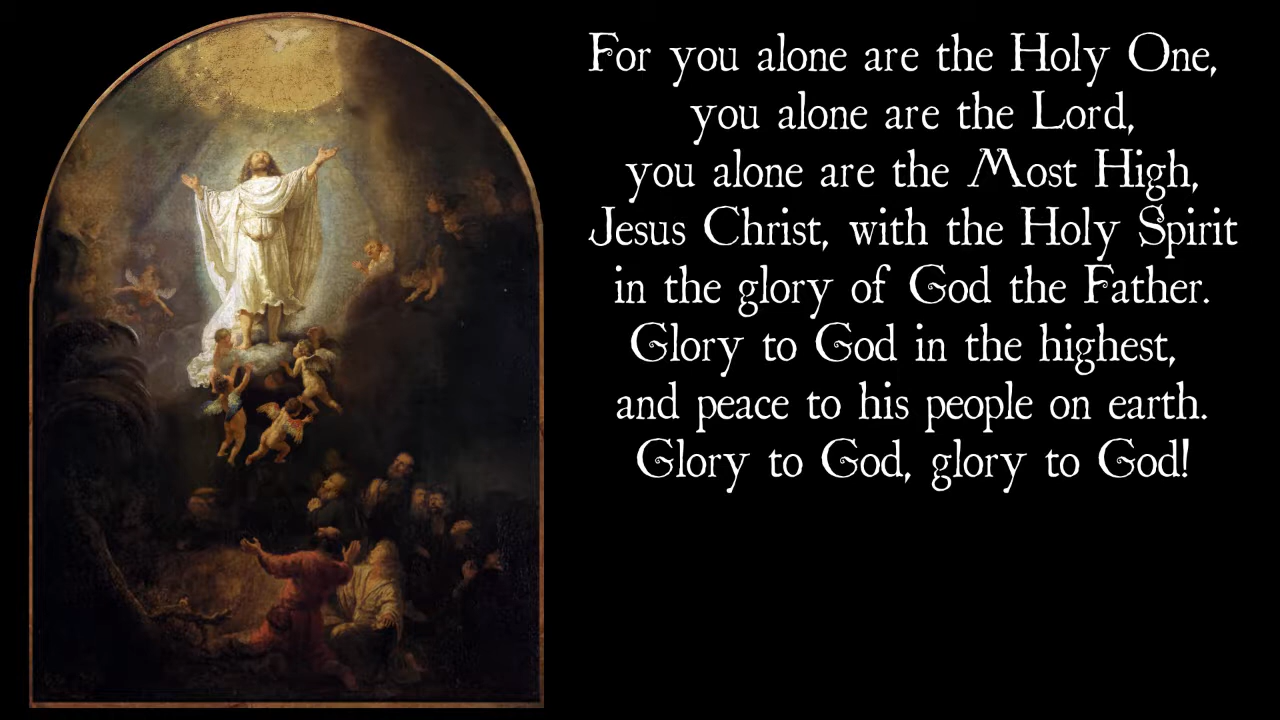 For you alone are the Holy One,
you alone are the Lord,
you alone are the Most High,
Jesus Christ, with the Holy Spirit
in the glory of God the Father.
Glory to God in the highest,
and peace to his people on earth.
Glory to God, glory to God!